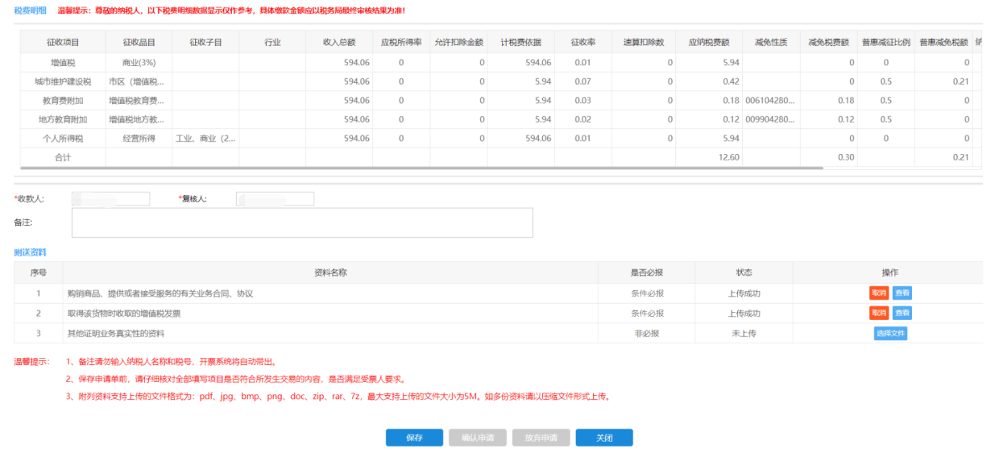 税费明细 温馨提示：尊敬的纳税人，以下税费明细数据显示仅作参考，具体缴款金额应以税务局最终审核结果为准!
征收项目 征收品目 征收子目 行业 收入总额 应税所得率 允许扣除金额 计税费依据 征收率 速算扣除数 应纳税费额 减免性质 减免税费额 普惠减征比例 普惠减免税额
增值税 商业(3%) 594.06 0 0 594.06 0.01 0 5.94 0 0 0
城市维护建设税 市区（增值税... 594.06 0 0 5.94 0.07 0 0.42 0 0.5 0.21
教育费附加 增值税教育费... 594.06 0 0 5.94 0.03 0 0.18 006104280... 0.18 0.5 0
地方教育附加 增值税地方教... 594.06 0 0 5.94 0.02 0 0.12 009904280... 0.12 0.5 0
个人所得税 经营所得 工业、商业（2... 594.06 0 0 594.06 0.01 0 5.94 0 0 0
合计 12.60 0.30 0.21
*收款人: *复核人:
备注:
附送资料
序号 资料名称 是否必报 状态 操作
1 购销商品、提供或者接受服务的有关业务合同、协议 条件必报 上传成功 取消 查看
2 取得该货物时收取的增值税发票 条件必报 上传成功 取消 查看
3 其他证明业务真实性的资料 非必报 未上传 选择文件
温馨提示： 1、备注请勿输入纳税人名称和税号，开票系统将自动带出。
2、保存申请单前，请仔细核对全部填写项目是否符合所发生交易的内容，是否满足受票人要求。
3、附列资料支持上传的文件格式为：pdf、jpg、bmp、png、doc、zip、rar、7z，最大支持上传的文件大小为5M。如多份资料请以压缩文件形式上传。
保存 确认申请 放弃申请 关闭